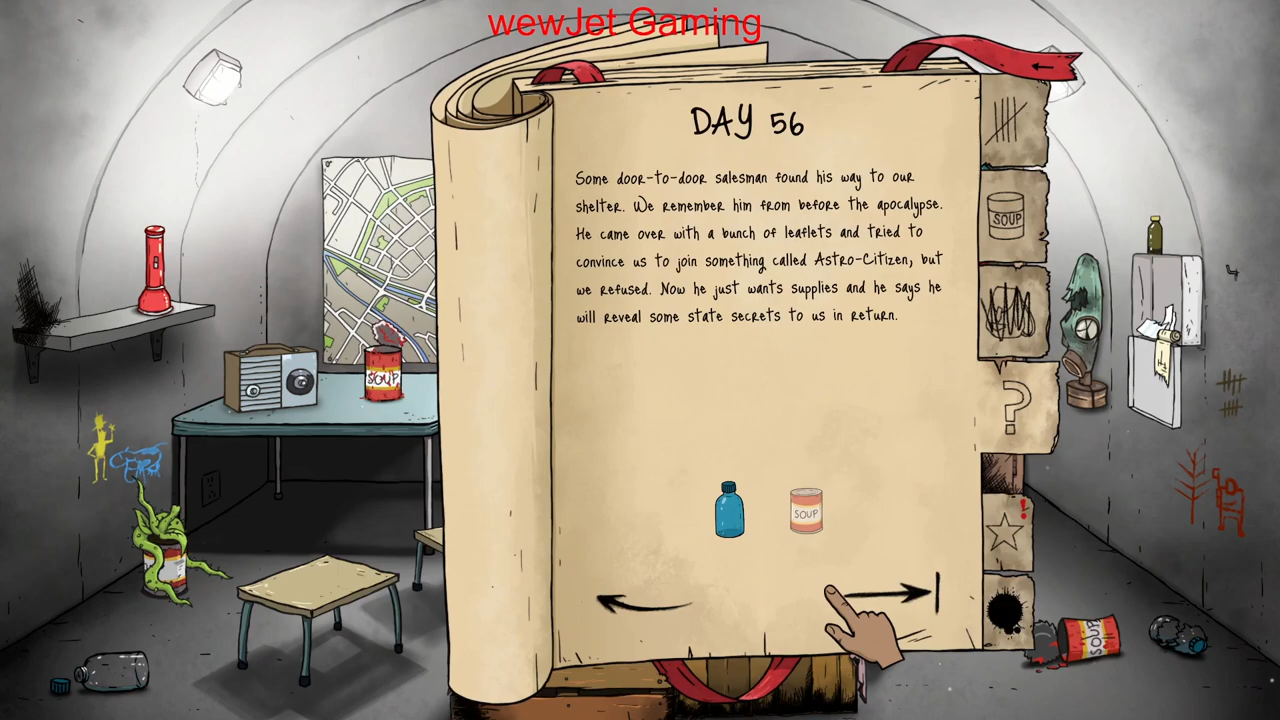 wewJet Gaming
DAY 56
Some door-to-door salesman found his way to our
shelter. We remember him from before the apocalypse.
He came over with a bunch of leaflets and tried to
convince us to join something called Astro-Citizen, but
we refused. Now he just wants supplies and he says he
will reveal some state secrets to us in return.
SOUP
SOUP
?
!
SOUP
SOUP